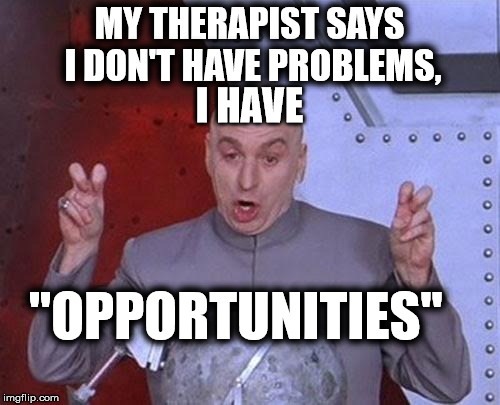 MY THERAPIST SAYS
I DON'T HAVE PROBLEMS,
I HAVE
"OPPORTUNITIES"
imgflip.com